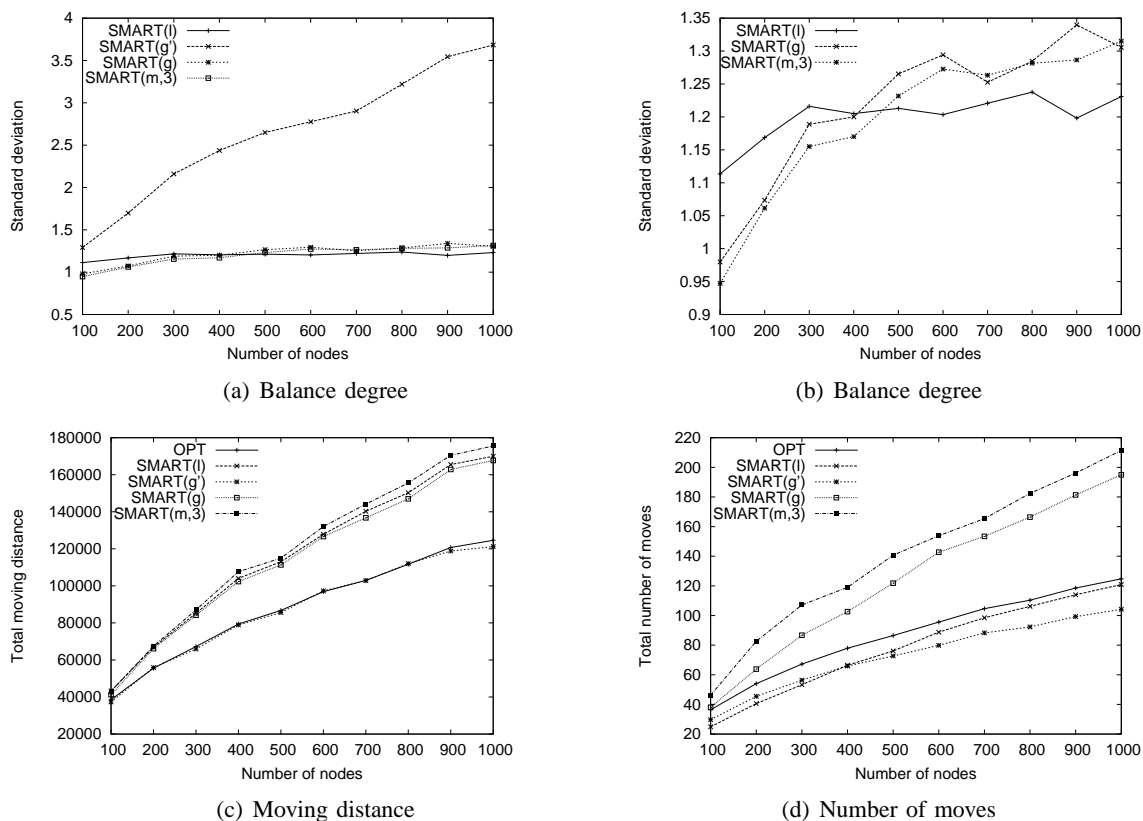 4
3.5
3
2.5
2
1.5
1
0.5
Standard deviation
SMART(l)
SMART(g')
SMART(g)
SMART(m,3)
100 200 300 400 500 600 700 800 900 1000
Number of nodes
(a) Balance degree
1.35
1.3
1.25
1.2
1.15
1.1
1.05
1
0.95
0.9
Standard deviation
SMART(l)
SMART(g)
SMART(m,3)
100 200 300 400 500 600 700 800 900 1000
Number of nodes
(b) Balance degree
180000
160000
140000
120000
100000
80000
60000
40000
20000
Total moving distance
OPT
SMART(l)
SMART(g')
SMART(g)
SMART(m,3)
100 200 300 400 500 600 700 800 900 1000
Number of nodes
(c) Moving distance
220
200
180
160
140
120
100
80
60
40
20
Total number of moves
OPT
SMART(l)
SMART(g')
SMART(g)
SMART(m,3)
100 200 300 400 500 600 700 800 900 1000
Number of nodes
(d) Number of moves